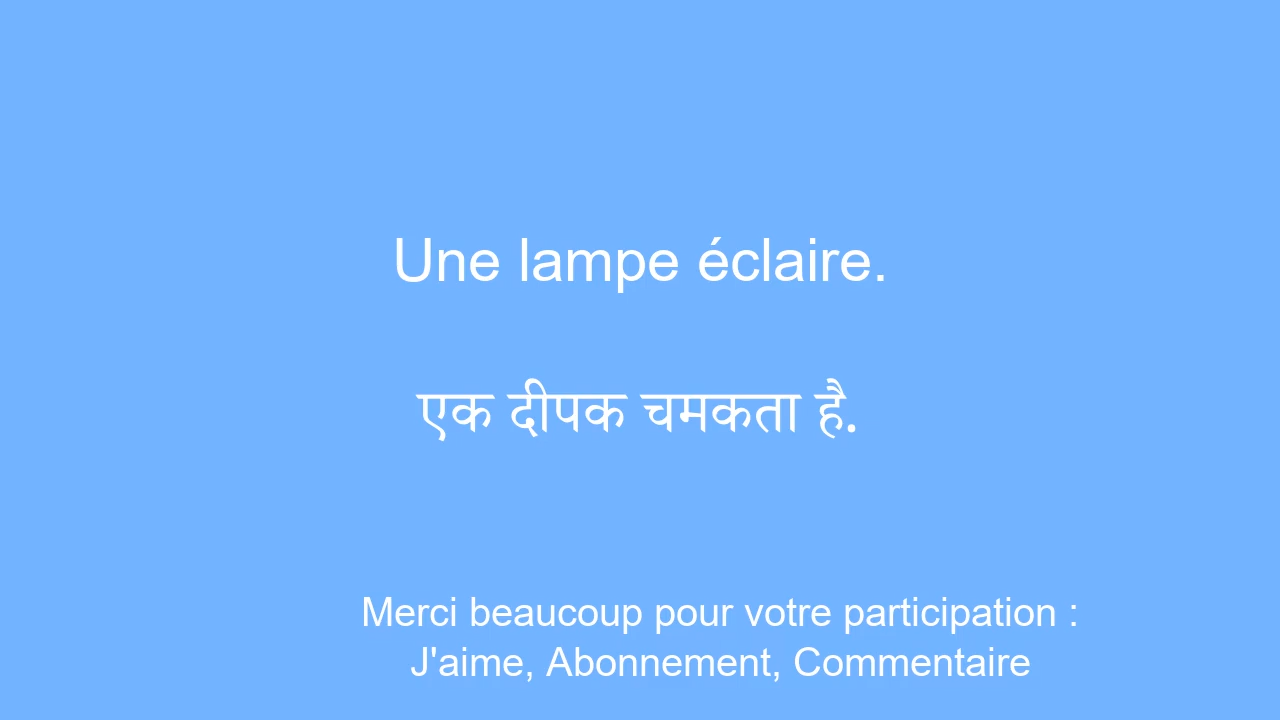 Une lampe éclaire.
एक दीपक चमकता है.
Merci beaucoup pour votre participation :
J'aime, Abonnement, Commentaire